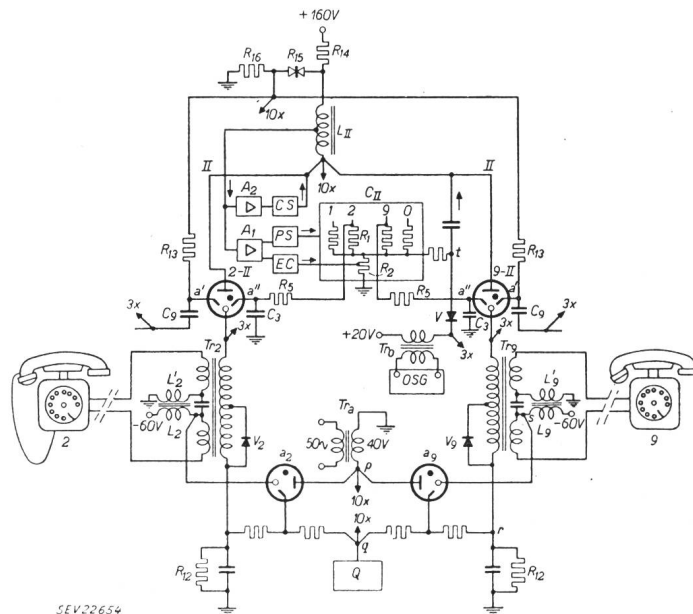 +160V
R16
R15
R14
10x
LII
II
II
10x
A2
CS
CII
1 2 9 0
A1
PS
R1
EC
R2
t
R13
R13
2-II
9-II
a'
a"
R5
R5
a"
a'
3x
C9
C3
C3
C9
3x
V
3x
+20V
3x
3x
Tr0
OSG
Tr2
Tr9
L'2
L'9
-60V
L2
s
L9
-60V
2
9
Tra
V2
50~
40V
V9
a2
p
a9
10x
10x
q
r
Q
R12
R12
SEV22654